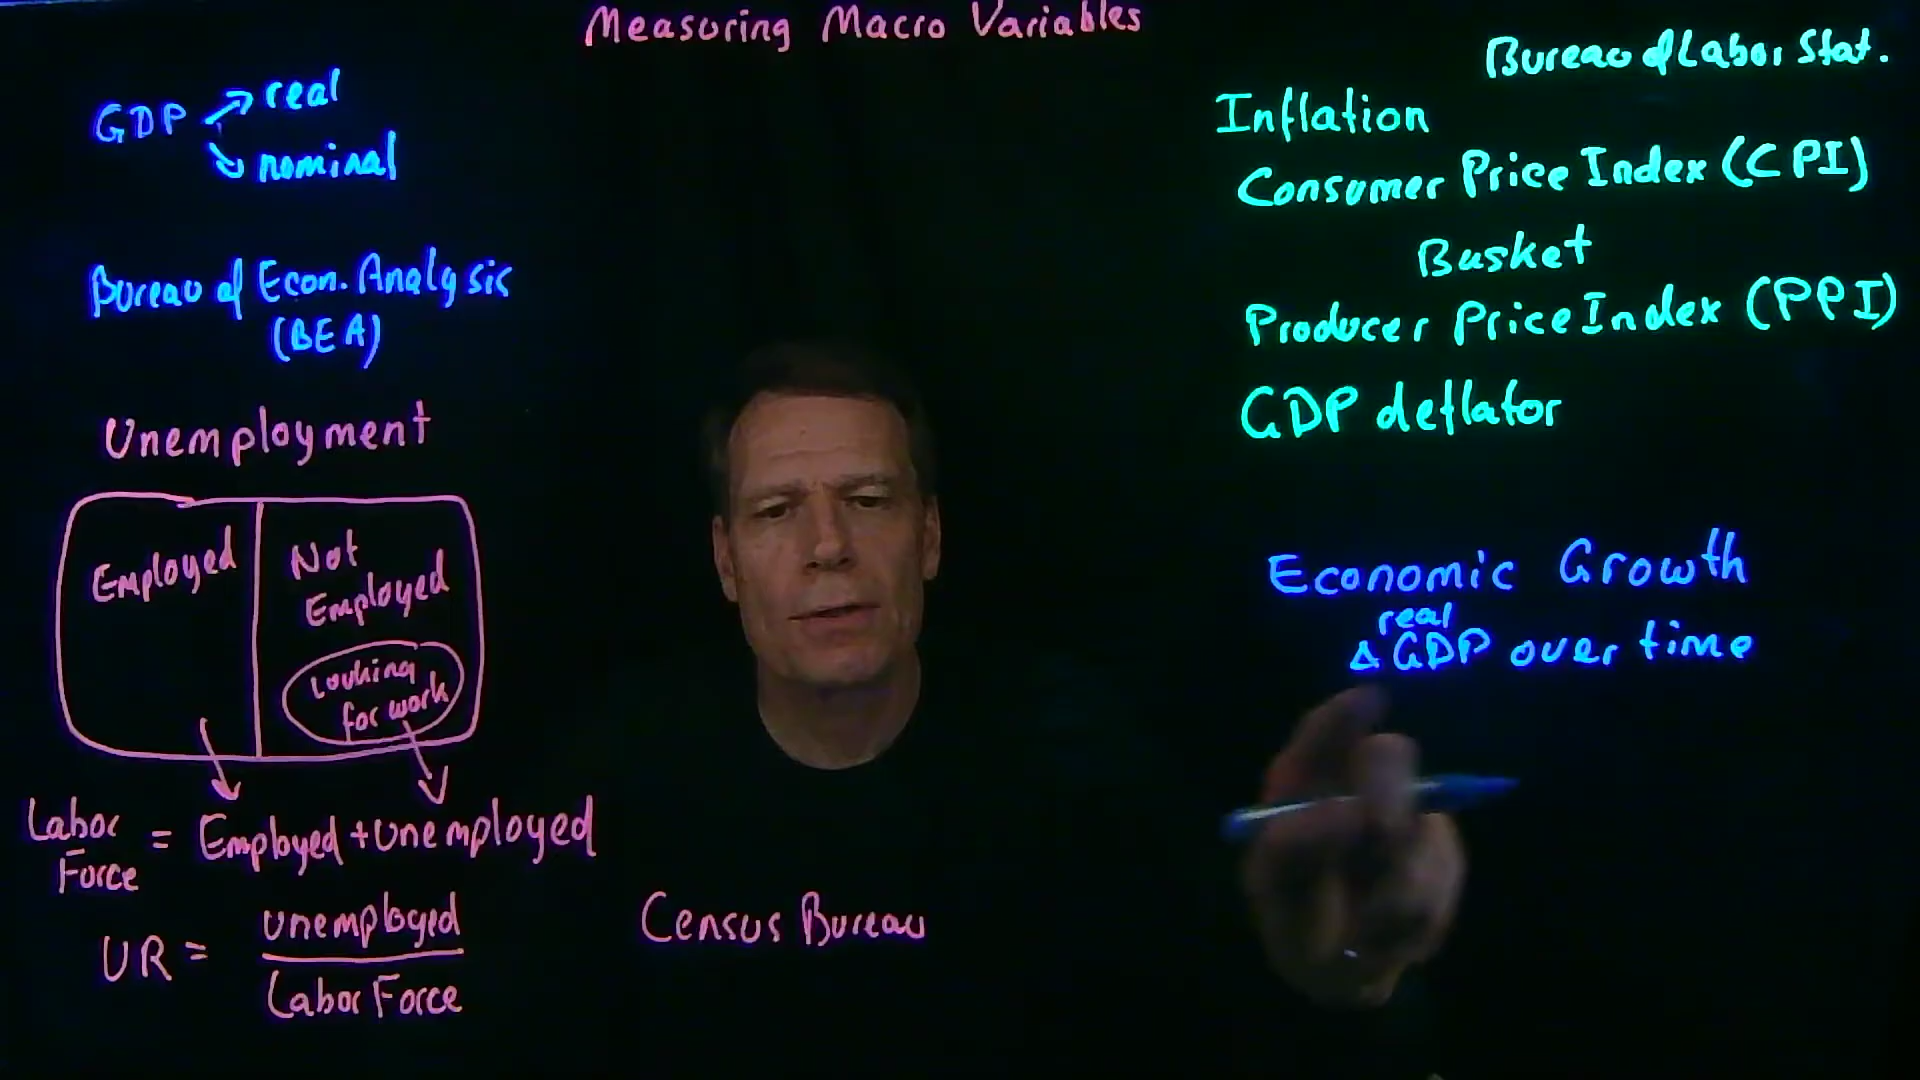 Measuring Macro Variables
GDP
real
nominal
Bureau of Econ. Analysis
(BEA)
Unemployment
Employed
Not
Employed
Looking
for work
Labor
Force
= Employed + Unemployed
UR = unemployed
Labor Force
Census Bureau
Bureau of Labor Stat.
Inflation
Consumer Price Index (CPI)
Basket
Producer Price Index (PPI)
GDP deflator
Economic Growth
real
Δ GDP over time